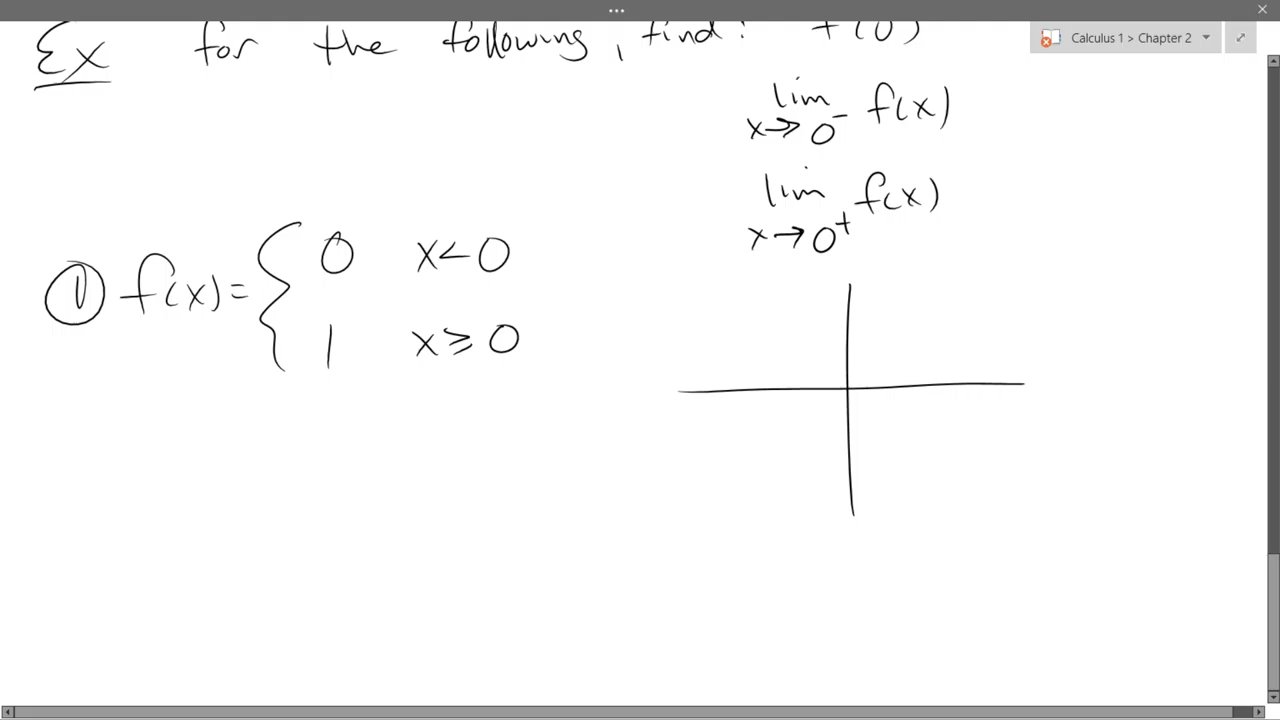 Calculus 1 > Chapter 2
Ex for the following, find: f(0)
lim x→0⁻ f(x)
lim x→0⁺ f(x)
① f(x)= { 0 x<0
1 x⩾0